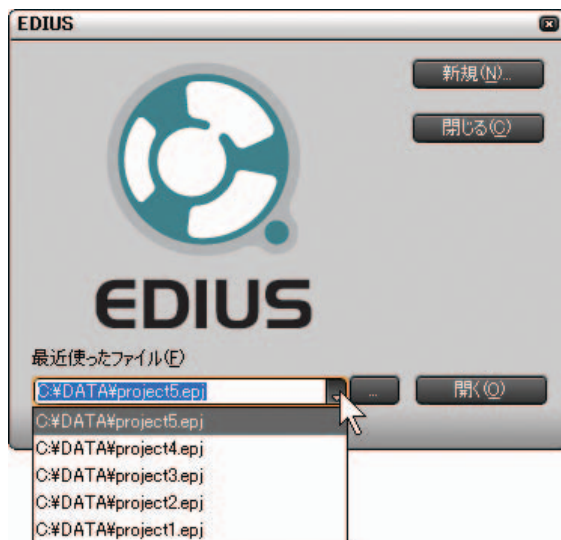 EDIUS
新規(N)...
閉じる(C)
EDIUS
最近使ったファイル(F)
C:¥DATA¥project5.epj
...
開く(O)
C:¥DATA¥project5.epj
C:¥DATA¥project4.epj
C:¥DATA¥project3.epj
C:¥DATA¥project2.epj
C:¥DATA¥project1.epj